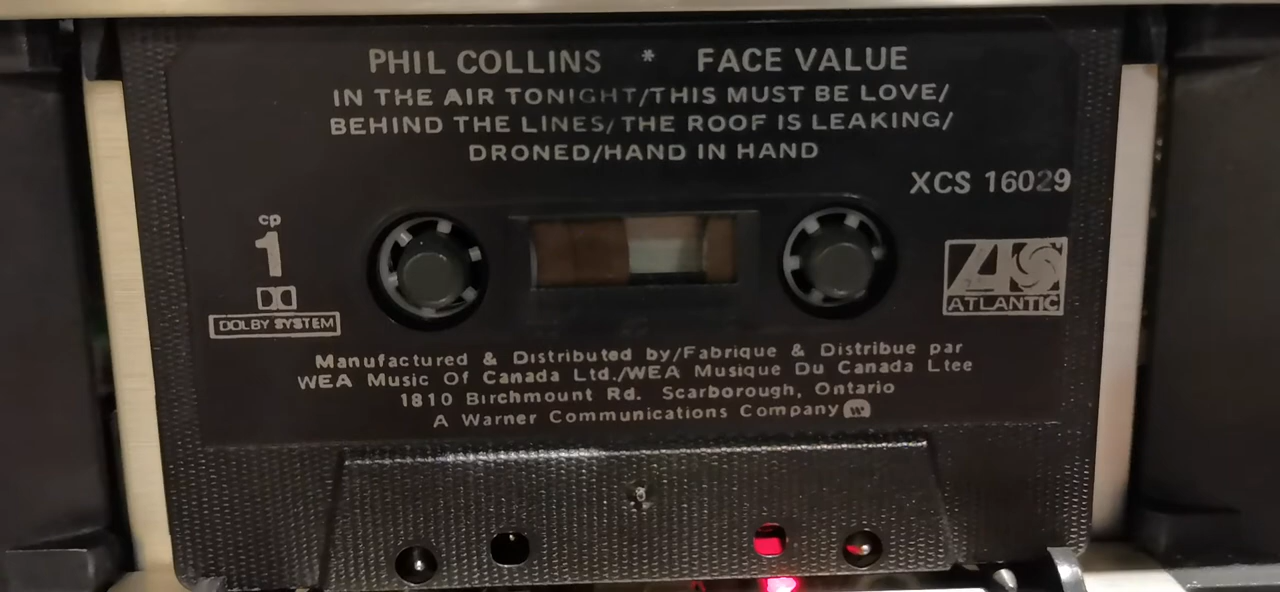 PHIL COLLINS * FACE VALUE
IN THE AIR TONIGHT/THIS MUST BE LOVE/
BEHIND THE LINES/THE ROOF IS LEAKING/
DRONED/HAND IN HAND
XCS 16029
cp
1
DOLBY SYSTEM
ATLANTIC
Manufactured & Distributed by/Fabrique & Distribue par
WEA Music Of Canada Ltd./WEA Musique Du Canada Ltee
1810 Birchmount Rd. Scarborough, Ontario
A Warner Communications Company